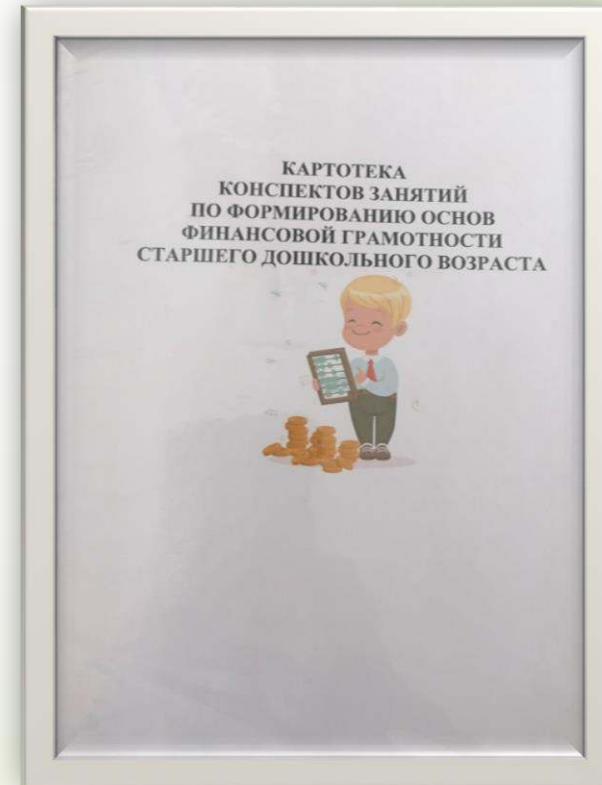 КАРТОТЕКА
КОНСПЕКТОВ ЗАНЯТИЙ
ПО ФОРМИРОВАНИЮ ОСНОВ
ФИНАНСОВОЙ ГРАМОТНОСТИ
СТАРШЕГО ДОШКОЛЬНОГО ВОЗРАСТА